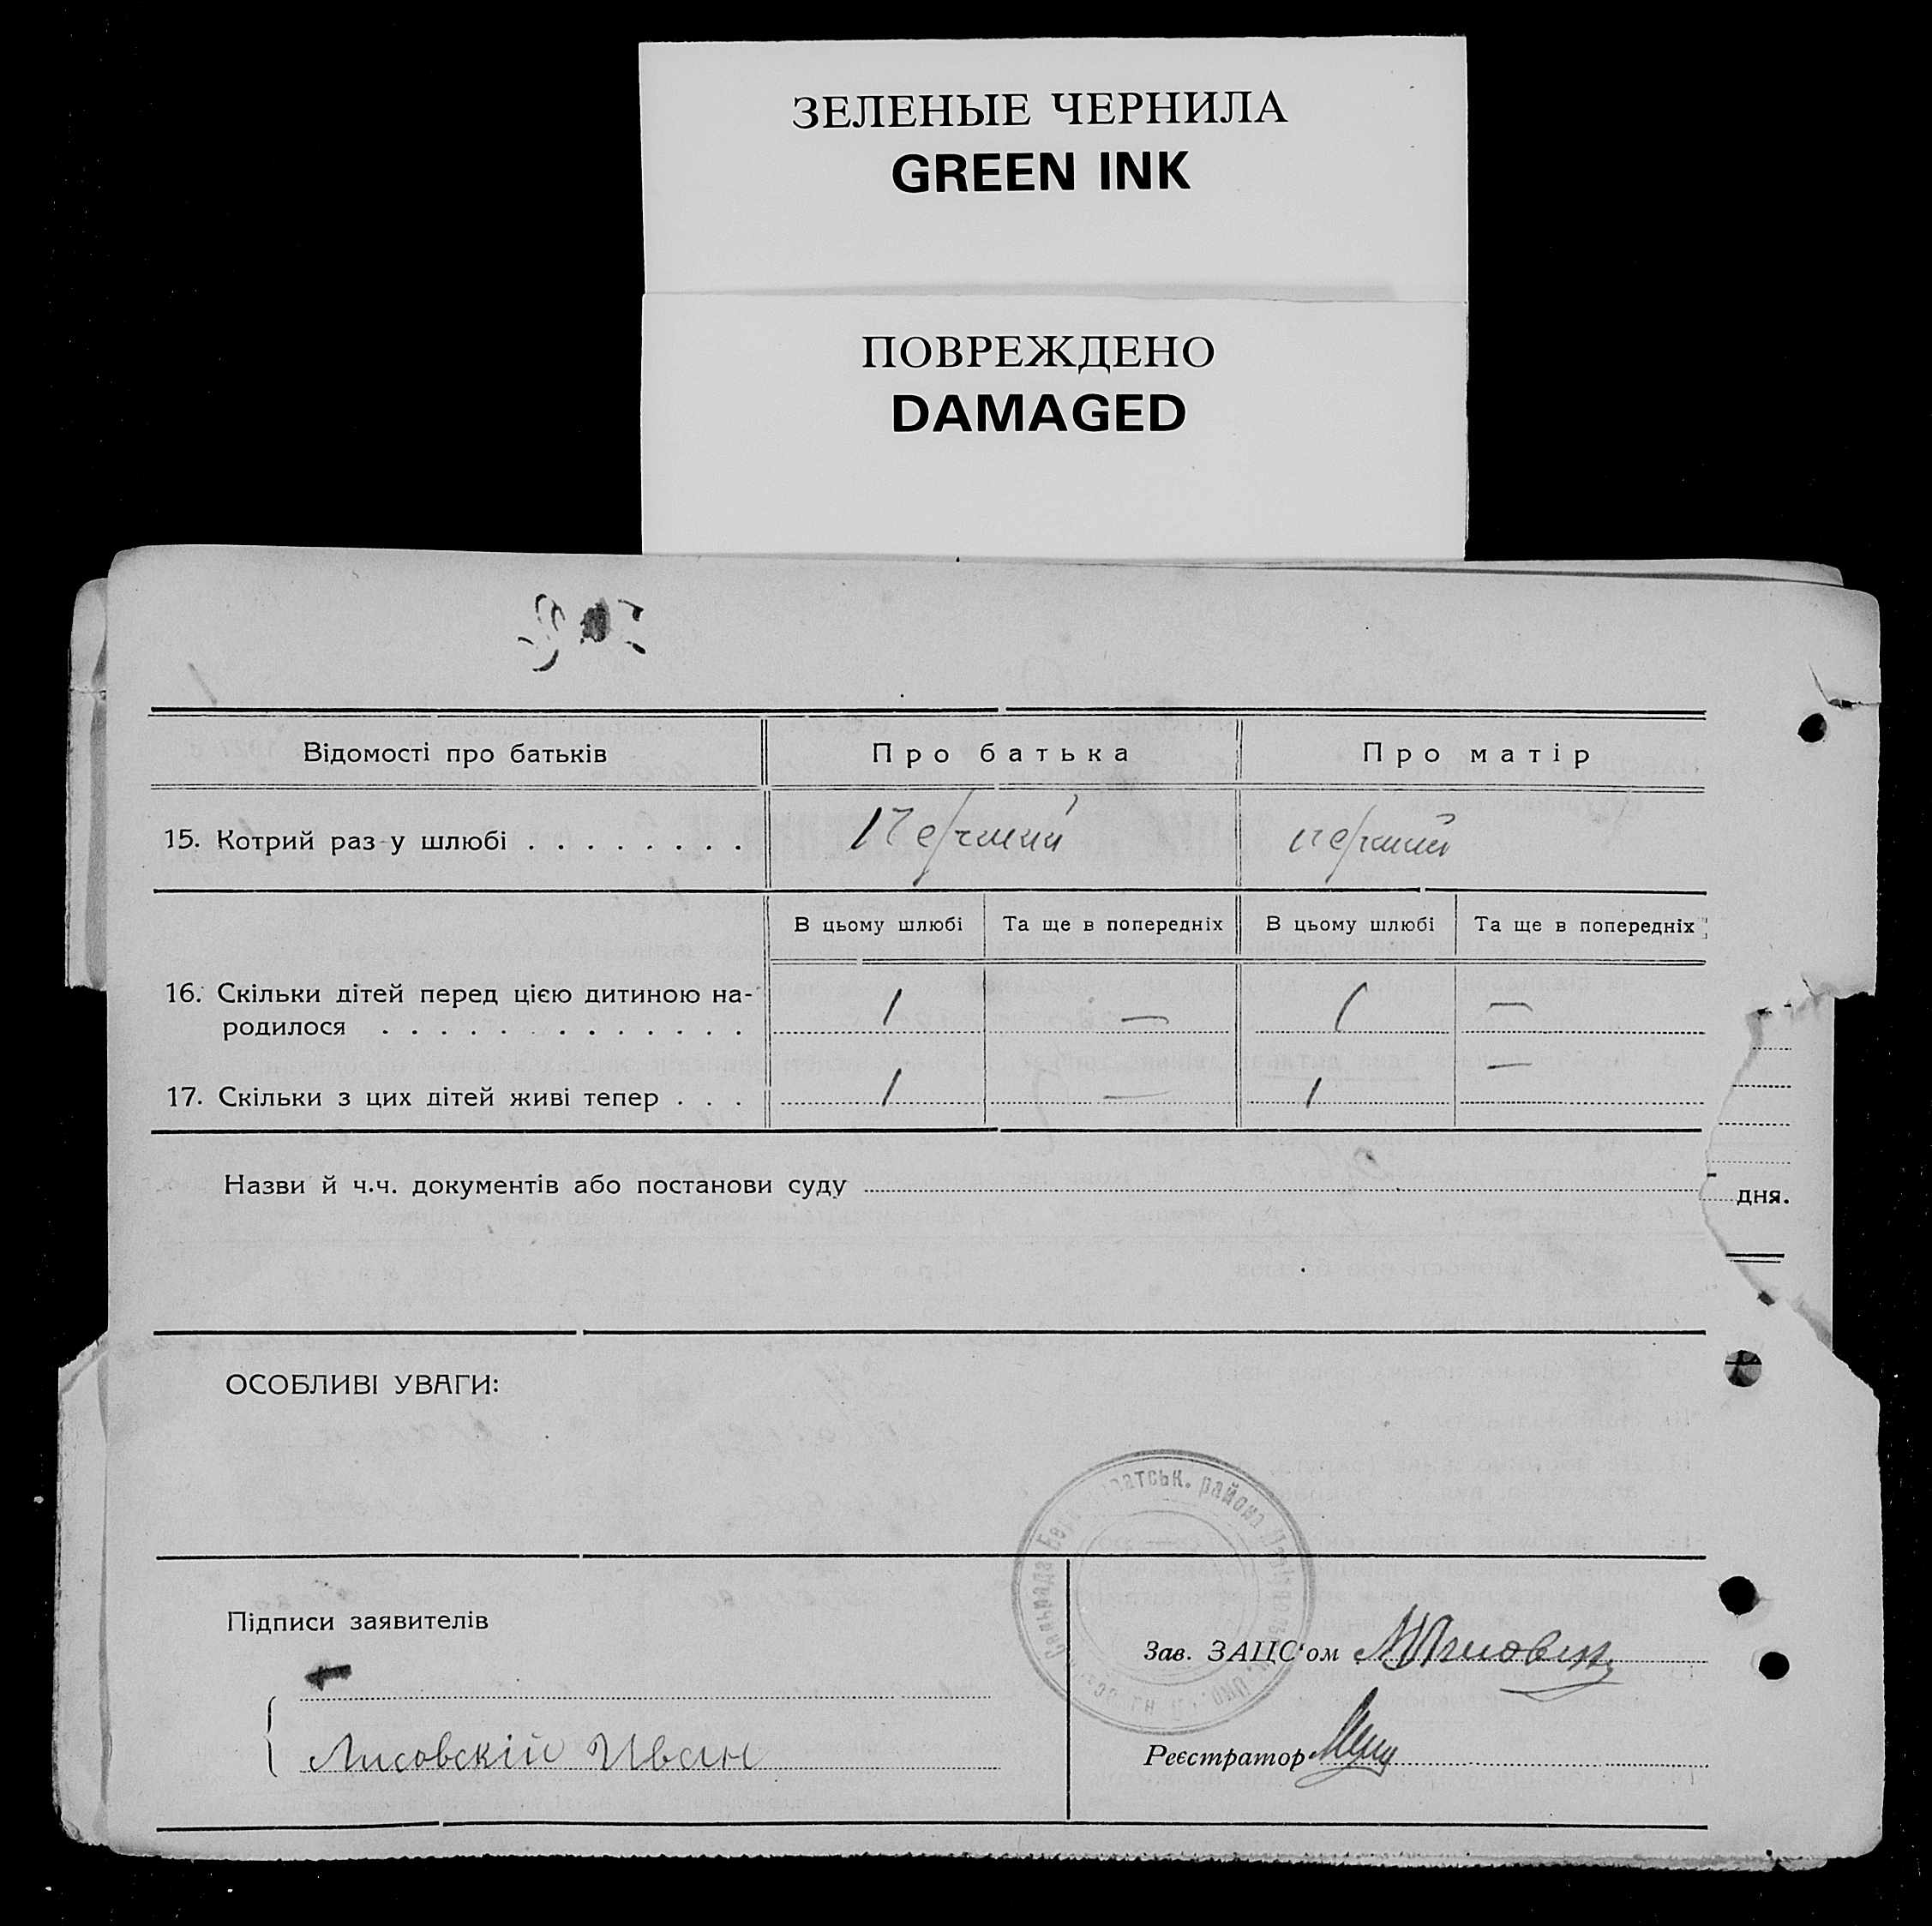 ЗЕЛЕНЫЕ ЧЕРНИЛА
GREEN INK
ПОВРЕЖДЕНО
DAMAGED
Відомості про батьків Про батька Про матір
15. Котрий раз у шлюбі . . . . . . . . Перший перший
В цьому шлюбі Та ще в попередніх В цьому шлюбі Та ще в попередніх
16. Скільки дітей перед цією дитиною на-
родилося . . . . . . . . . . . . . 1 — 1 —
17. Скільки з цих дітей живі тепер . . . 1 — 1 —
Назви й ч.ч. документів або постанови суду
дня.
ОСОБЛИВІ УВАГИ:
району
Сельрада
Підписи заявителів
Зав. ЗАЦС'ом
Лисовскій Иван
Реєстратор